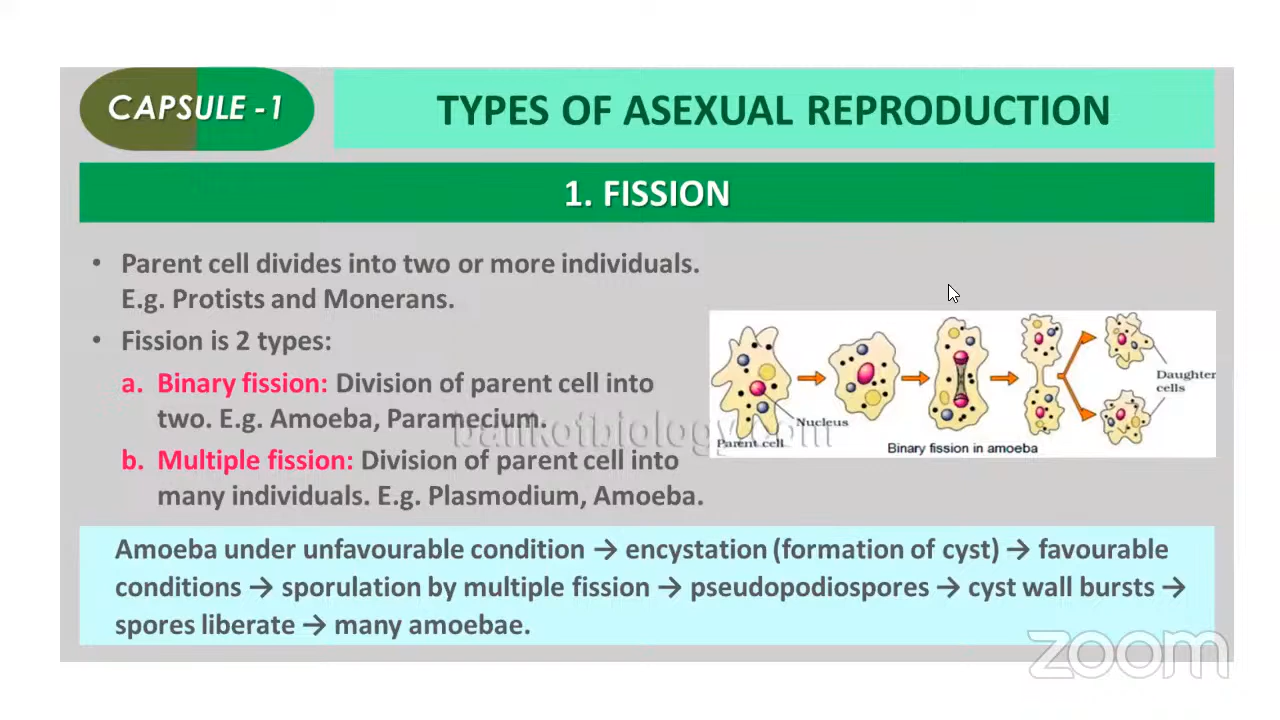 CAPSULE -1
TYPES OF ASEXUAL REPRODUCTION
1. FISSION
• Parent cell divides into two or more individuals.
E.g. Protists and Monerans.
• Fission is 2 types:
a. Binary fission: Division of parent cell into
two. E.g. Amoeba, Paramecium.
b. Multiple fission: Division of parent cell into
many individuals. E.g. Plasmodium, Amoeba.
Nucleus
Parent cell
Daughter
cells
Binary fission in amoeba
bankofbiology.com
Amoeba under unfavourable condition → encystation (formation of cyst) → favourable
conditions → sporulation by multiple fission → pseudopodiospores → cyst wall bursts →
spores liberate → many amoebae.
zoom